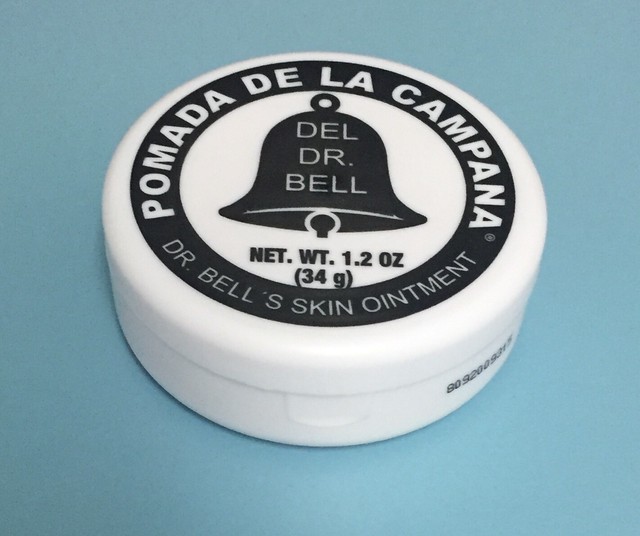 POMADA DE LA CAMPANA®
DEL
DR.
BELL
NET. WT. 1.2 OZ
(34 g)
DR. BELL´S SKIN OINTMENT